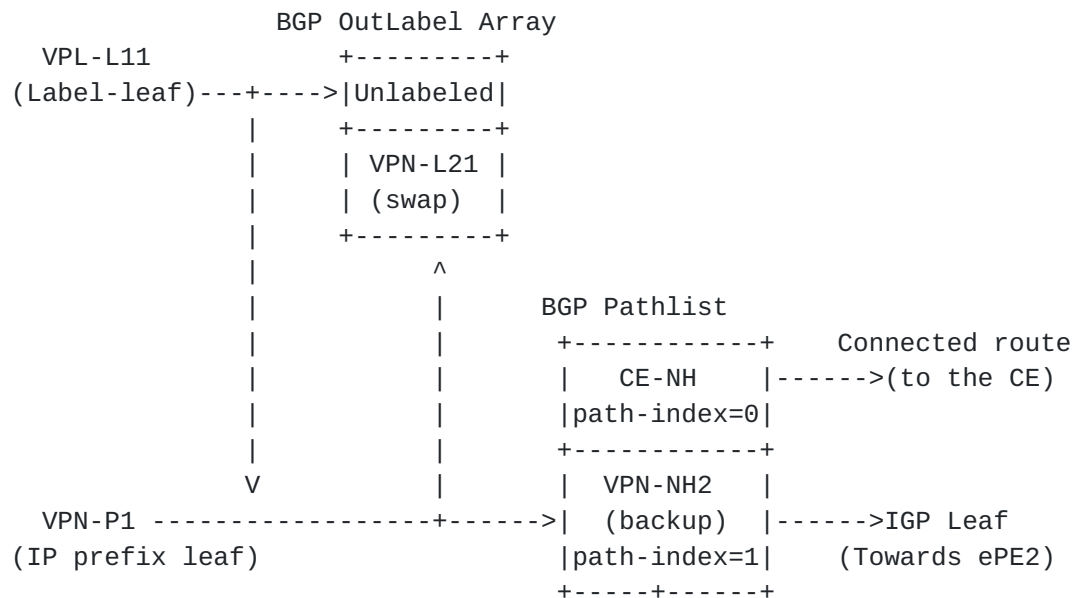 BGP OutLabel Array
  VPL-L11            +---------+
(Label-leaf)---+---->|Unlabeled|
               |     +---------+
               |     | VPN-L21 |
               |     | (swap)  |
               |     +---------+
               |           ^
               |           |      BGP Pathlist
               |           |       +------------+    Connected route
               |           |       |   CE-NH    |------>(to the CE)
               |           |       |path-index=0|
               |           |       +------------+
               V           |       |  VPN-NH2   |
  VPN-P1 ------------------+------>|  (backup)  |------>IGP Leaf
(IP prefix leaf)                   |path-index=1|    (Towards ePE2)
                                   +-----+------+